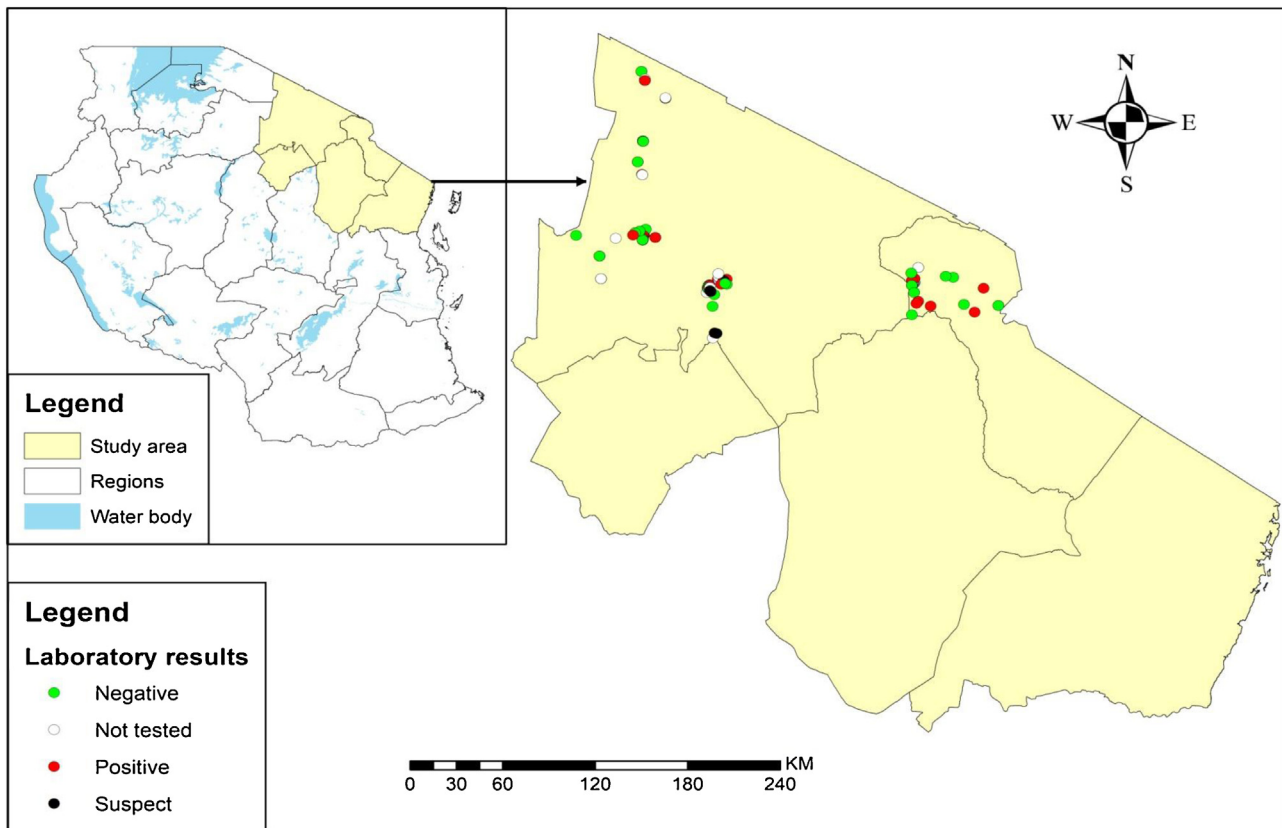 Legend
Study area
Regions
Water body
N
W E
S
Legend
Laboratory results
Negative
Not tested
Positive
Suspect
KM
0 30 60 120 180 240